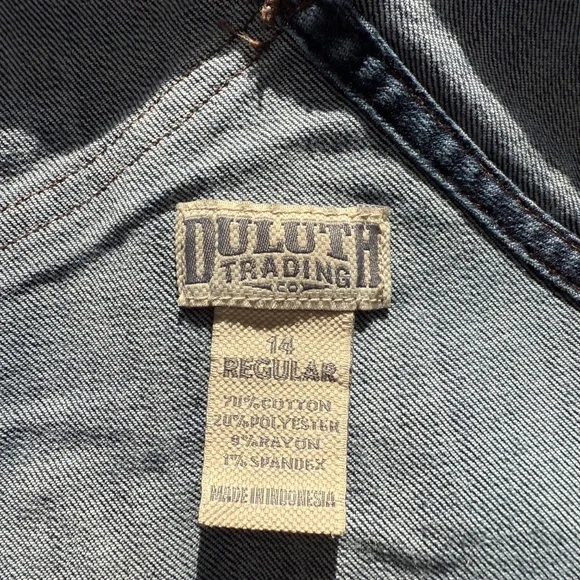 DULUTH
TRADING
CO
14
REGULAR
70% COTTON
20% POLYESTER
9% RAYON
1% SPANDEX
MADE IN INDONESIA